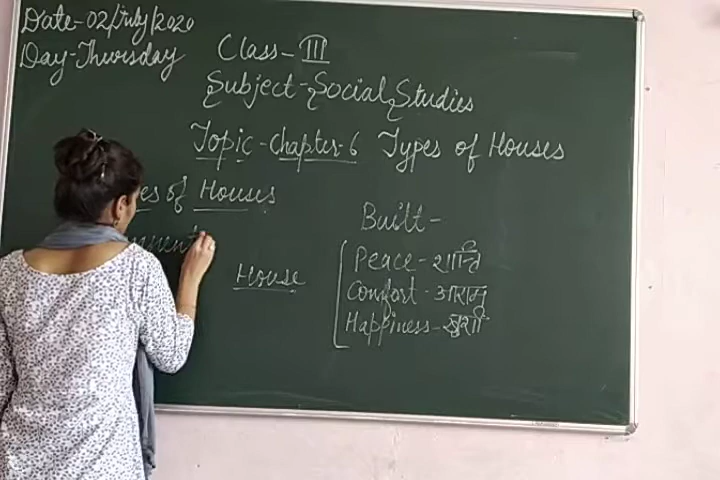 Date-02/July/2020
Day-Thursday
Class-III
Subject-Social Studies
Topic-Chapter-6 Types of Houses
of Houses
Built-
House
Peace-शान्ति
Comfort-आराम
Happiness-खुशी